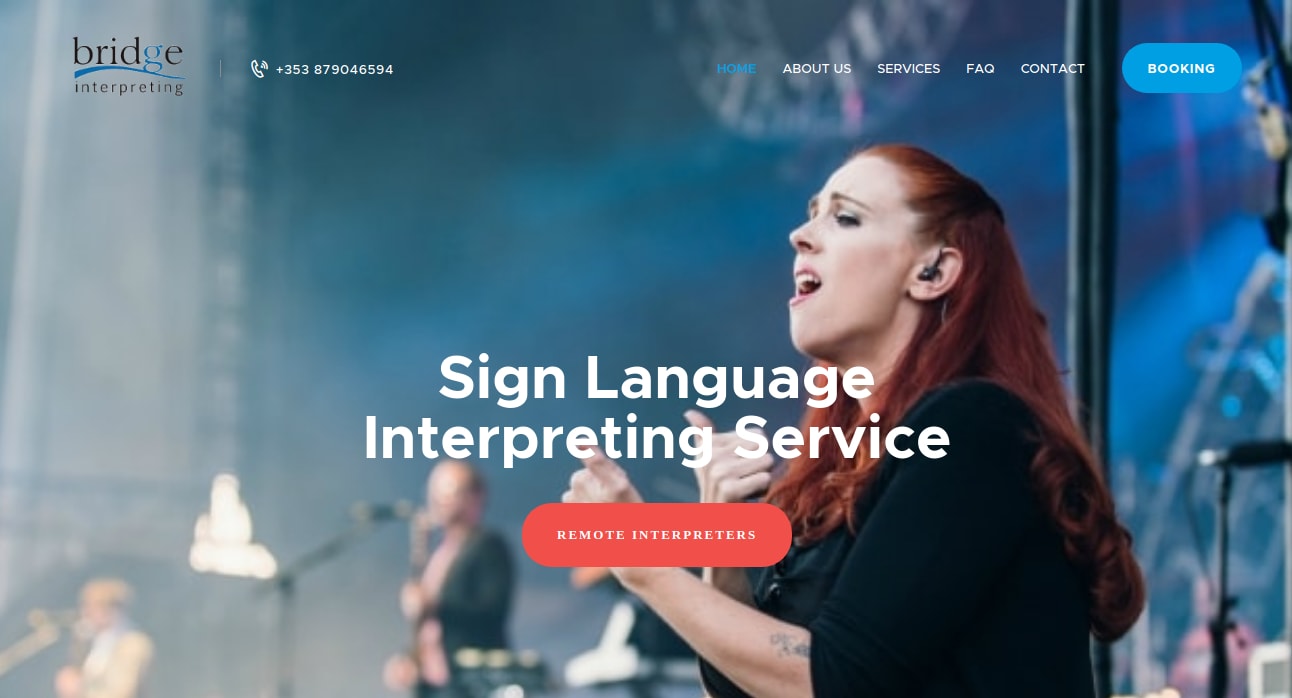 bridge
interpreting
+353 879046594
HOME
ABOUT US
SERVICES
FAQ
CONTACT
BOOKING
Sign Language
Interpreting Service
REMOTE INTERPRETERS